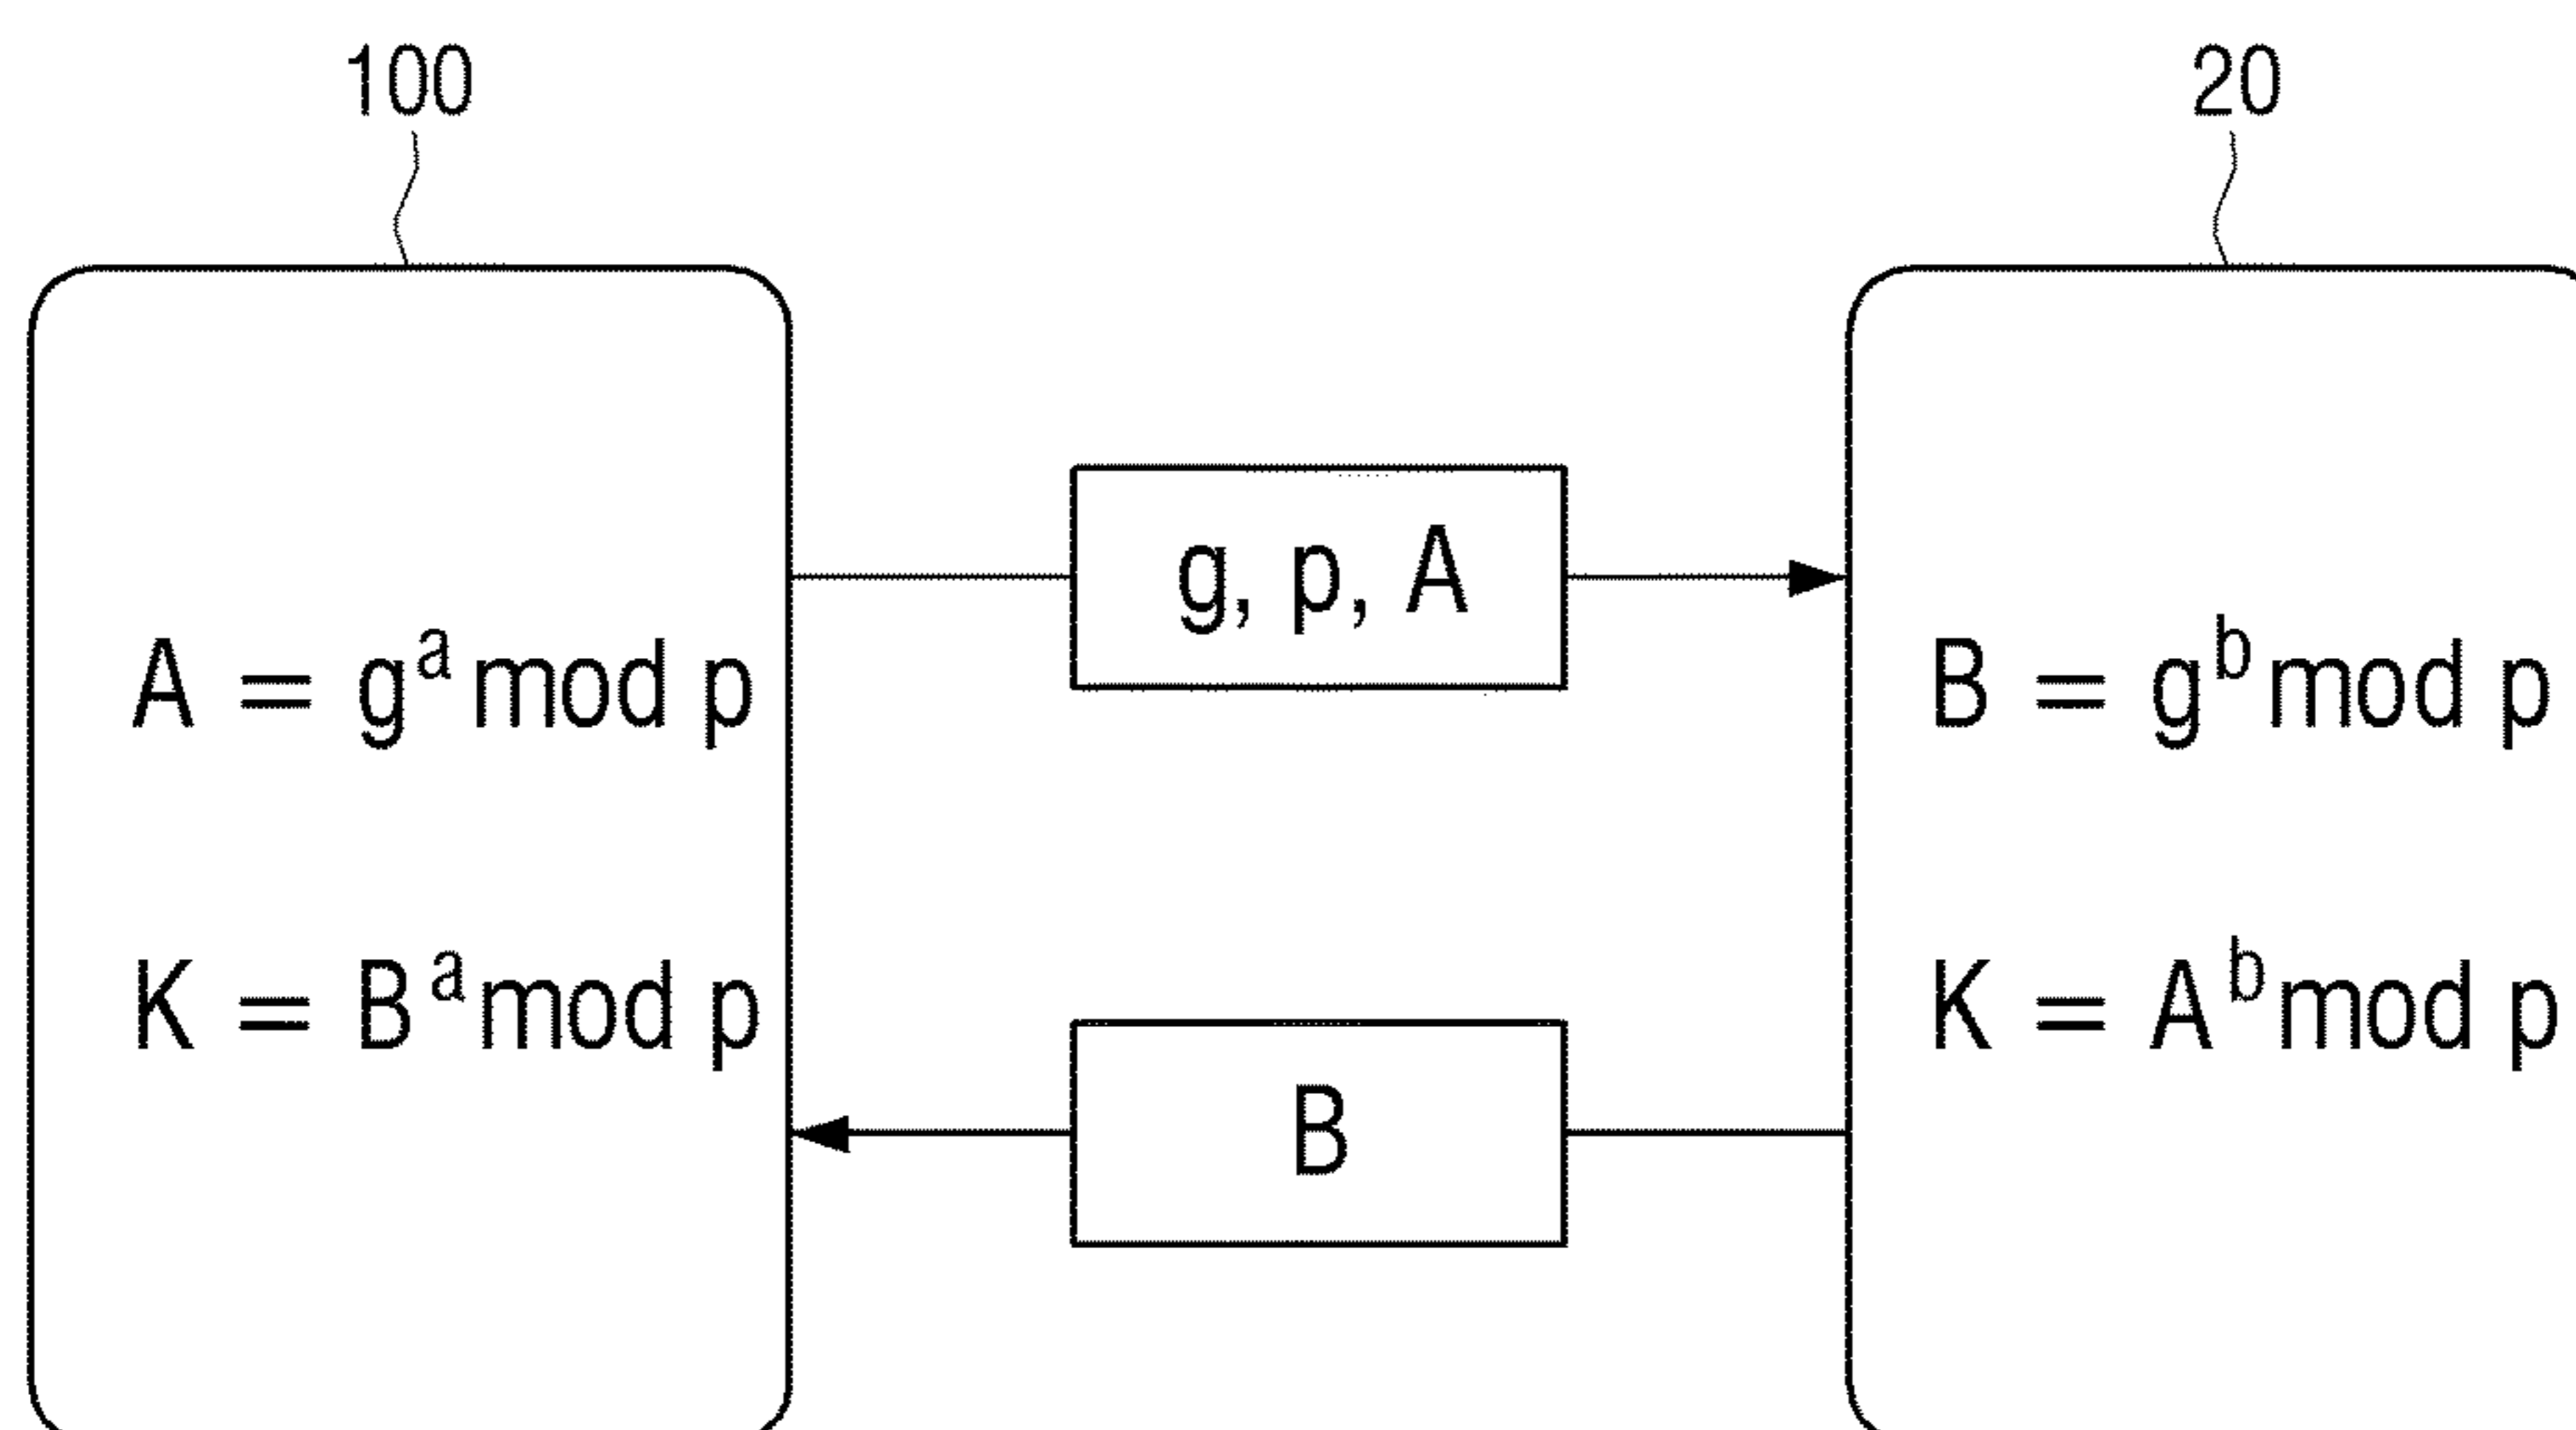 100
20
g, p, A
A = g^a mod p
B = g^b mod p
K = B^a mod p
K = A^b mod p
B